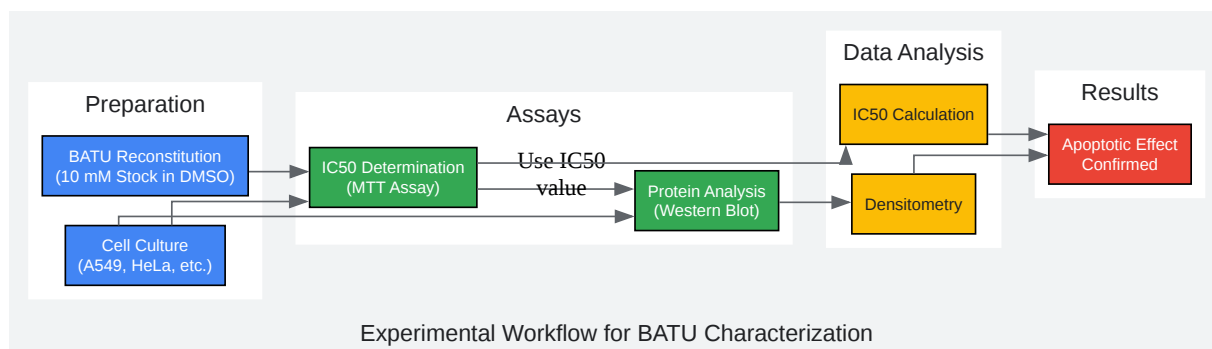 Preparation
BATU Reconstitution
(10 mM Stock in DMSO)
Cell Culture
(A549, HeLa, etc.)
Assays
IC50 Determination
(MTT Assay)
Use IC50
value
Protein Analysis
(Western Blot)
Data Analysis
IC50 Calculation
Densitometry
Results
Apoptotic Effect
Confirmed
Experimental Workflow for BATU Characterization